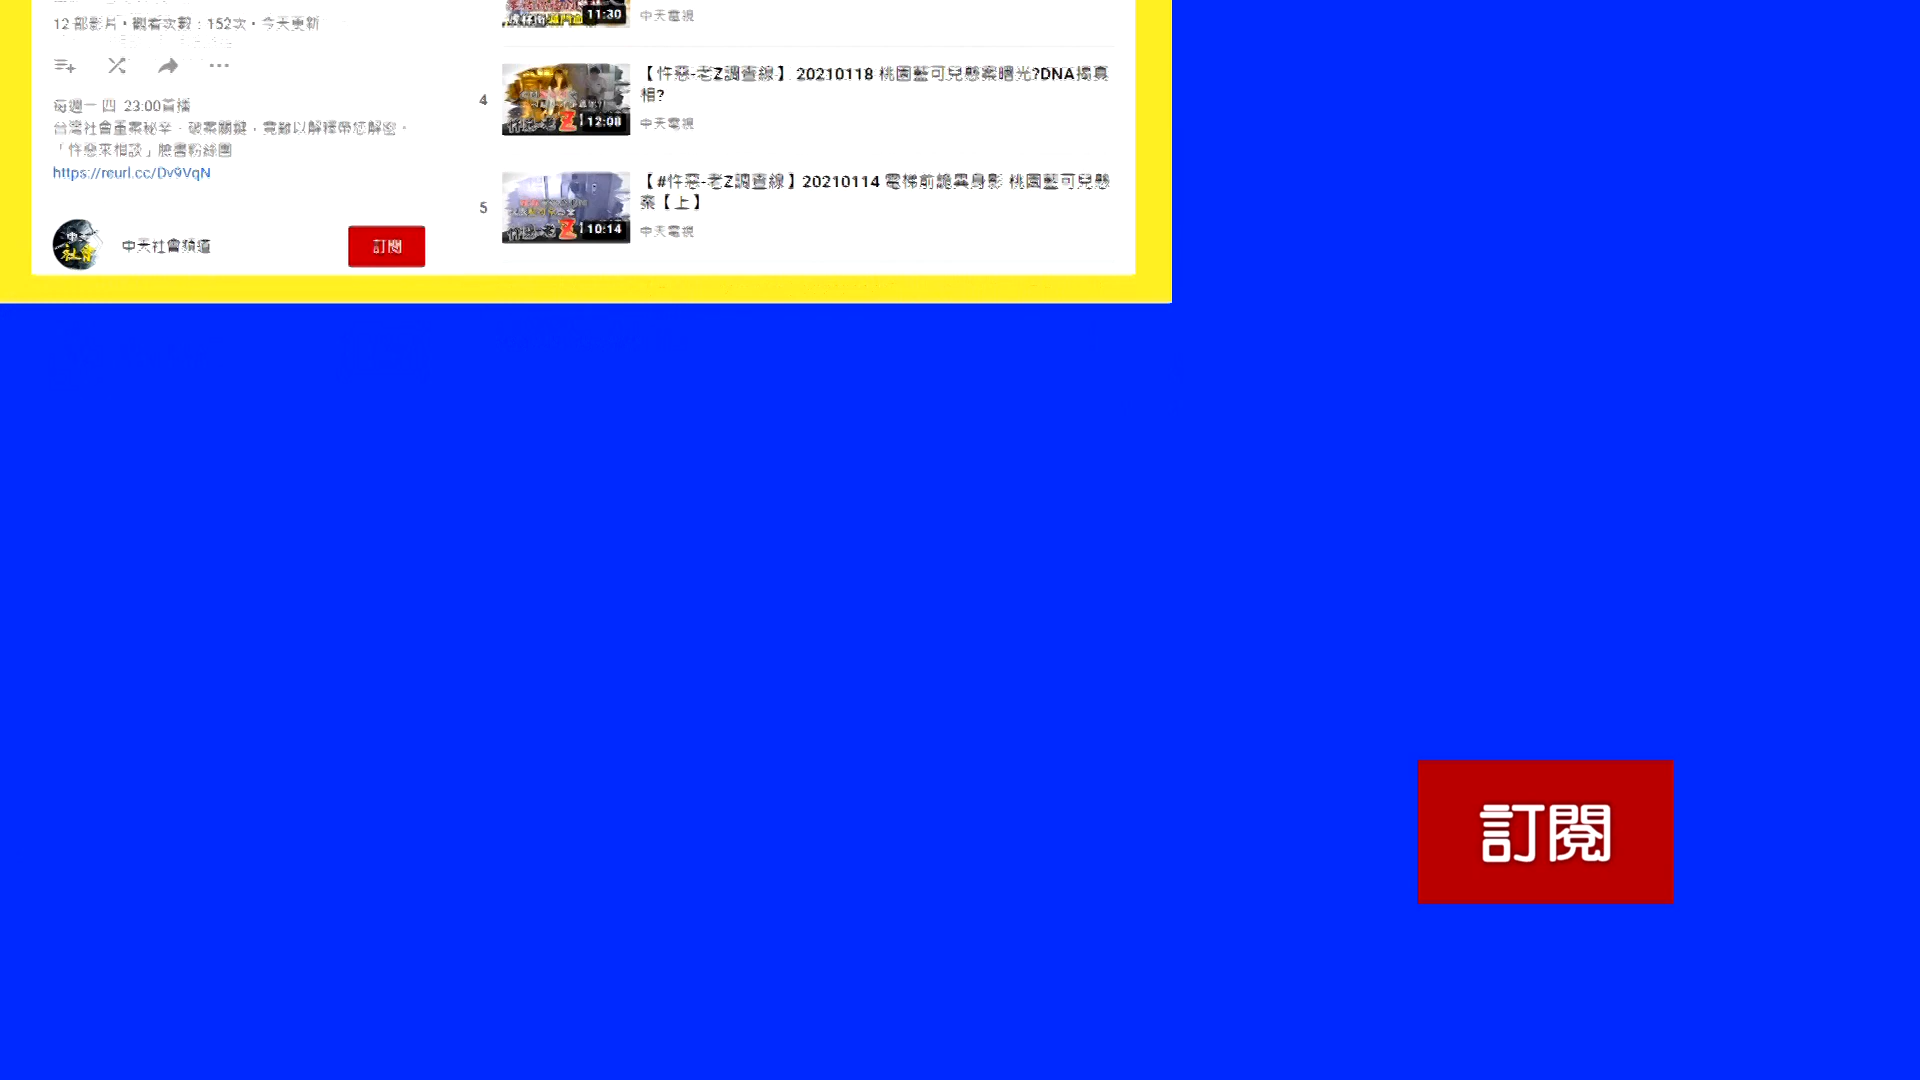 12 部影片・觀看次數：152次・今天更新
每週一 四 23:00首播
台灣社會重案秘辛、破案關鍵，竟難以解釋帶您解密。
「忤惡來相談」臉書粉絲團
https://reurl.cc/Dv9VqN
中天社會頻道
訂閱
11:30
中天電視
4
12:08
【忤惡-老Z調查線】 20210118 桃園藍可兒懸案曙光?DNA揭真
相?
中天電視
5
10:14
【#忤惡-老Z調查線】20210114 電梯前詭異身影 桃園藍可兒懸
案【上】
中天電視
訂閱